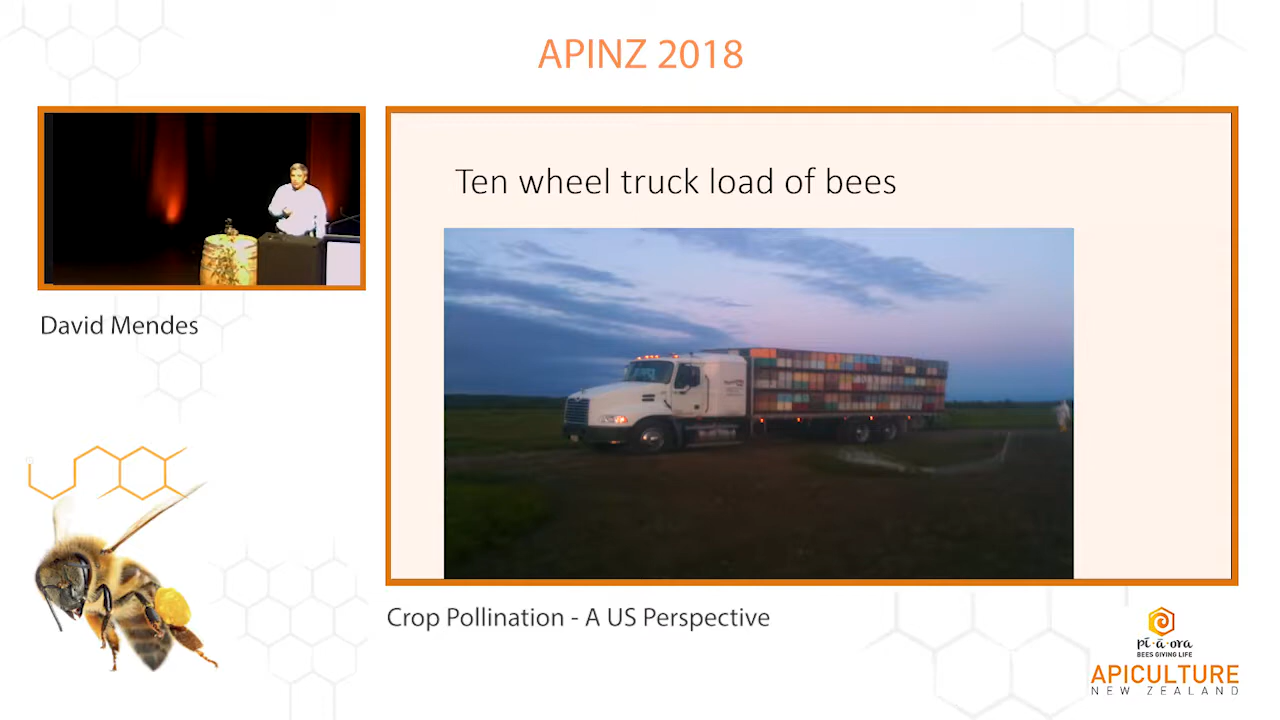 APINZ 2018
Ten wheel truck load of bees
David Mendes
Crop Pollination - A US Perspective
pī-ā-ora
BEES GIVING LIFE
APICULTURE
NEW ZEALAND